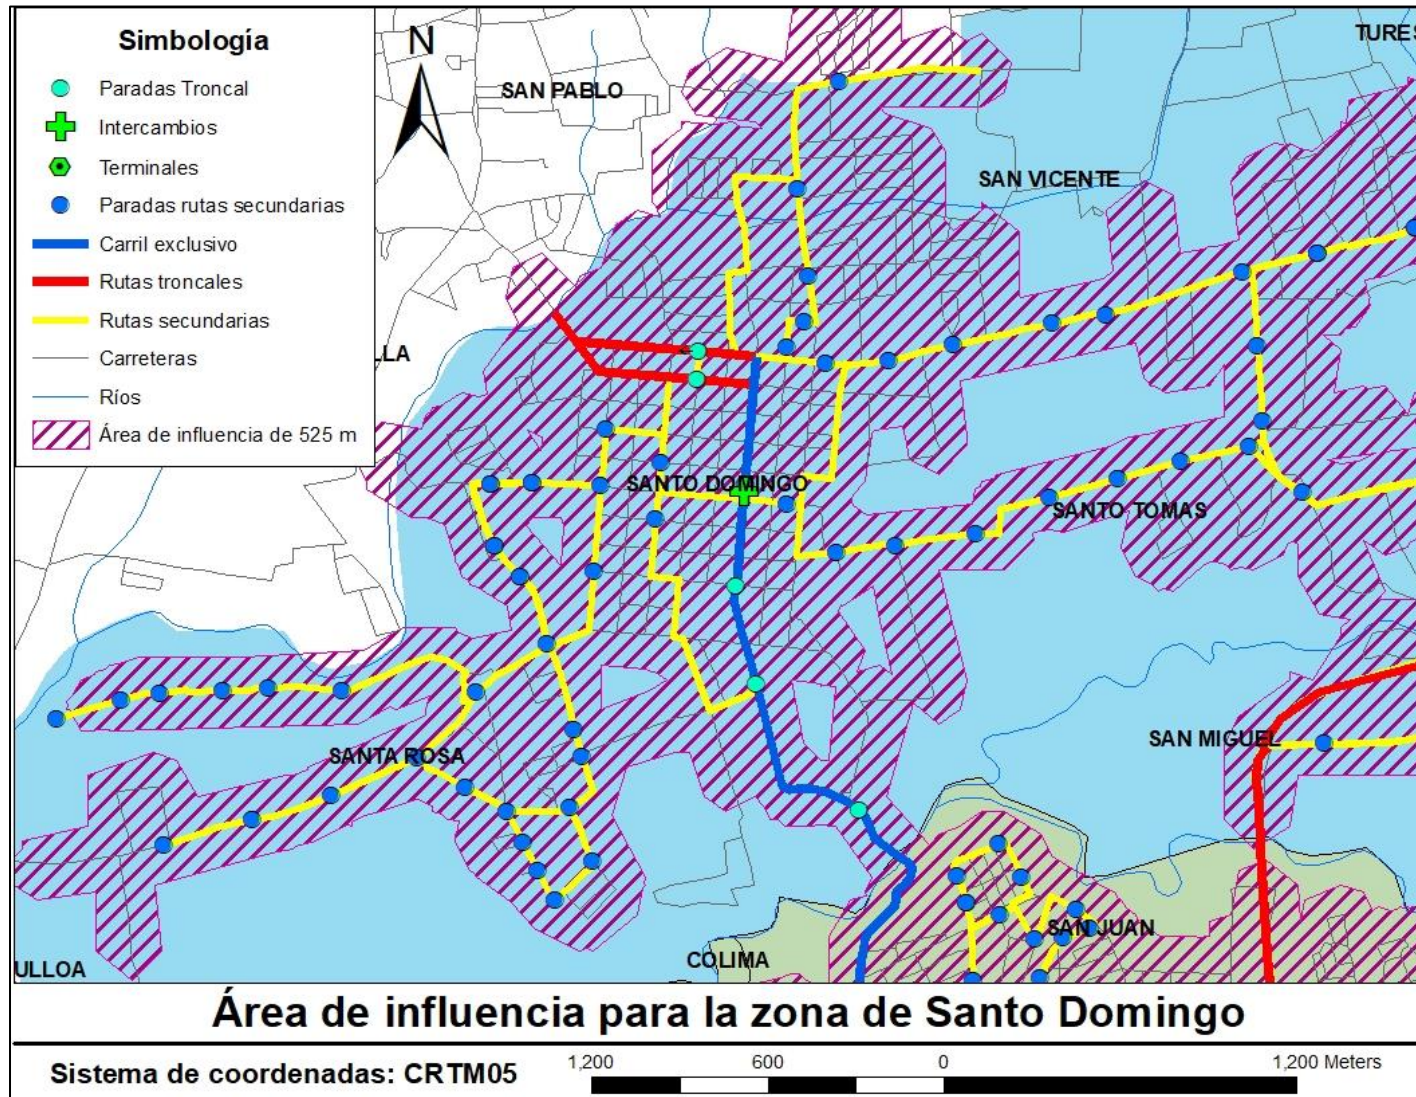 Simbología
Paradas Troncal
Intercambios
Terminales
Paradas rutas secundarias
Carril exclusivo
Rutas troncales
Rutas secundarias
Carreteras
Ríos
Área de influencia de 525 m
N
SAN PABLO
TURES
SAN VICENTE
LLA
SANTO DOMINGO
SANTO TOMAS
SAN MIGUEL
SANTA ROSA
SAN JUAN
COLIMA
ULLOA
Área de influencia para la zona de Santo Domingo
Sistema de coordenadas: CRTM05
1,200 600 0 1,200 Meters